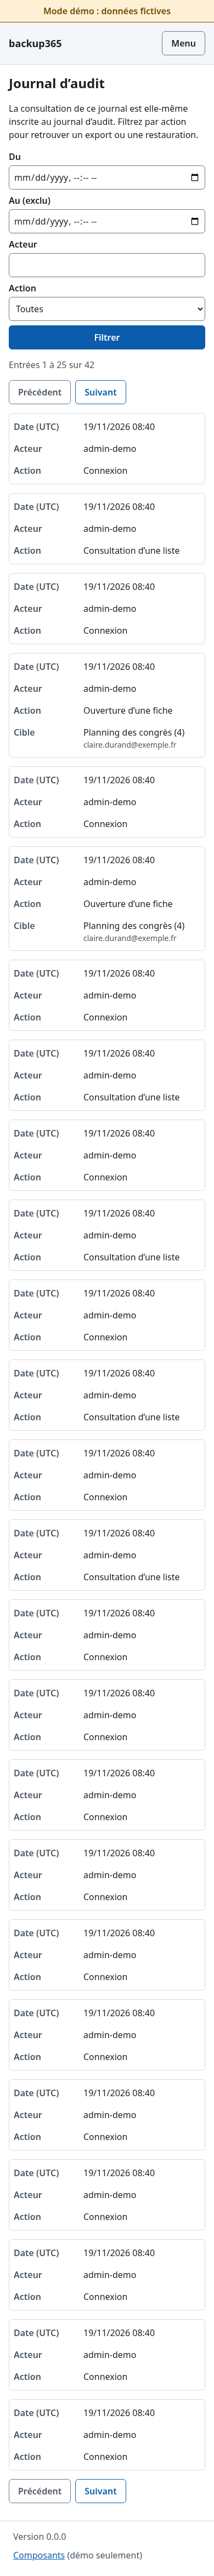 Mode démo : données fictives
backup365
Menu
Journal d’audit
La consultation de ce journal est elle-même
inscrite au journal d’audit. Filtrez par action
pour retrouver un export ou une restauration.
Du
mm/dd/yyyy, --:-- --
Au (exclu)
mm/dd/yyyy, --:-- --
Acteur
Action
Toutes
Filtrer
Entrées 1 à 25 sur 42
Précédent Suivant
Date (UTC) 19/11/2026 08:40
Acteur admin-demo
Action Connexion
Date (UTC) 19/11/2026 08:40
Acteur admin-demo
Action Consultation d’une liste
Date (UTC) 19/11/2026 08:40
Acteur admin-demo
Action Connexion
Date (UTC) 19/11/2026 08:40
Acteur admin-demo
Action Ouverture d’une fiche
Cible Planning des congrès (4)
claire.durand@exemple.fr
Date (UTC) 19/11/2026 08:40
Acteur admin-demo
Action Connexion
Date (UTC) 19/11/2026 08:40
Acteur admin-demo
Action Ouverture d’une fiche
Cible Planning des congrès (4)
claire.durand@exemple.fr
Date (UTC) 19/11/2026 08:40
Acteur admin-demo
Action Connexion
Date (UTC) 19/11/2026 08:40
Acteur admin-demo
Action Consultation d’une liste
Date (UTC) 19/11/2026 08:40
Acteur admin-demo
Action Connexion
Date (UTC) 19/11/2026 08:40
Acteur admin-demo
Action Consultation d’une liste
Date (UTC) 19/11/2026 08:40
Acteur admin-demo
Action Connexion
Date (UTC) 19/11/2026 08:40
Acteur admin-demo
Action Consultation d’une liste
Date (UTC) 19/11/2026 08:40
Acteur admin-demo
Action Connexion
Date (UTC) 19/11/2026 08:40
Acteur admin-demo
Action Consultation d’une liste
Date (UTC) 19/11/2026 08:40
Acteur admin-demo
Action Connexion
Date (UTC) 19/11/2026 08:40
Acteur admin-demo
Action Connexion
Date (UTC) 19/11/2026 08:40
Acteur admin-demo
Action Connexion
Date (UTC) 19/11/2026 08:40
Acteur admin-demo
Action Connexion
Date (UTC) 19/11/2026 08:40
Acteur admin-demo
Action Connexion
Date (UTC) 19/11/2026 08:40
Acteur admin-demo
Action Connexion
Date (UTC) 19/11/2026 08:40
Acteur admin-demo
Action Connexion
Date (UTC) 19/11/2026 08:40
Acteur admin-demo
Action Connexion
Date (UTC) 19/11/2026 08:40
Acteur admin-demo
Action Connexion
Date (UTC) 19/11/2026 08:40
Acteur admin-demo
Action Connexion
Date (UTC) 19/11/2026 08:40
Acteur admin-demo
Action Connexion
Précédent Suivant
Version 0.0.0
Composants (démo seulement)